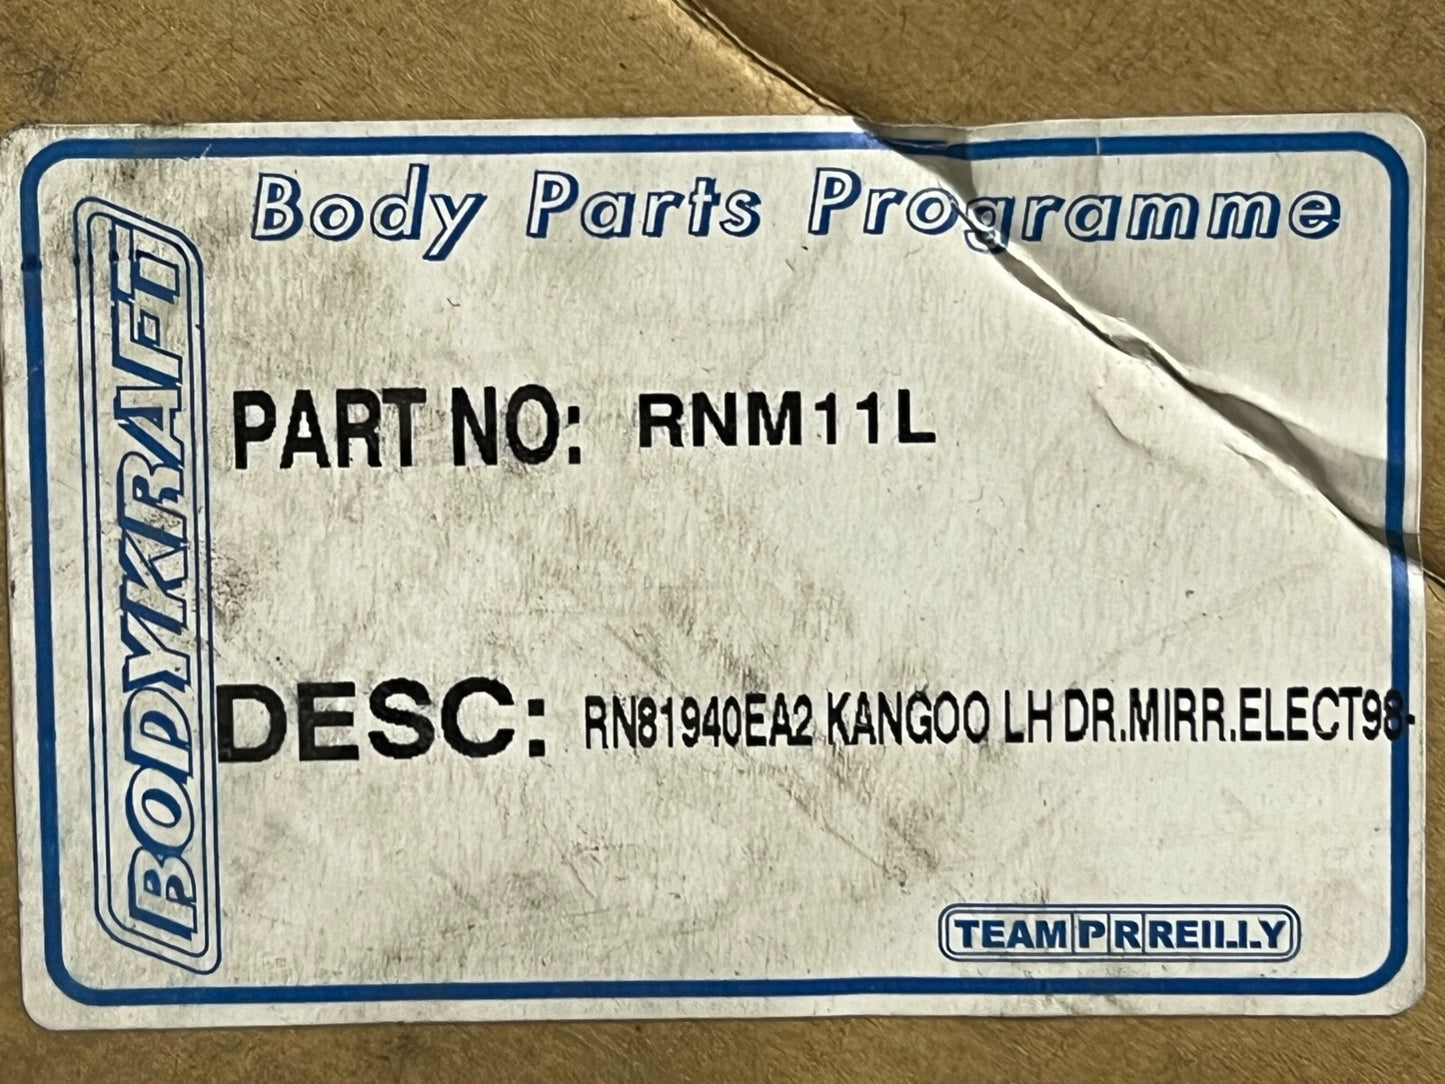 Body Parts Programme
BODYKRAFT
PART NO: RNM11L
DESC: RN81940EA2 KANGOO LH DR.MIRR.ELECT98-
TEAM PR REILLY